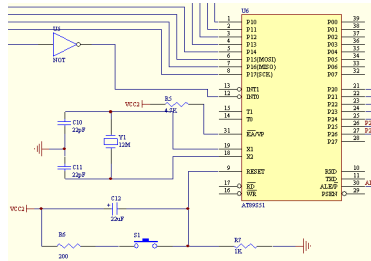 U5
NOT
U6
1 P10 P00 39
2 P11 P01 38
3 P12 P02 37
4 P13 P03 36
5 P14 P04 35
6 P15(MOSI) P05 34
7 P16(MISO) P06 33
8 P17(SCK) P07 32
13 INT1 P20 21
12 INT0 P21 22
P22 23
15 T1 P23 24
14 T0 P24 25
P25 26
31 EA/VP P26 27
P27 28
19 X1
18 X2
9 RESET RXD 10
TXD 11
17 RD ALE/P 30
16 WR PSEN 29
AT89S51
VCC2
R5
4.7K
C10
22pF
Y1
12M
C11
22pF
C12
22uF
VCC2
R6
200
S1
R7
1K